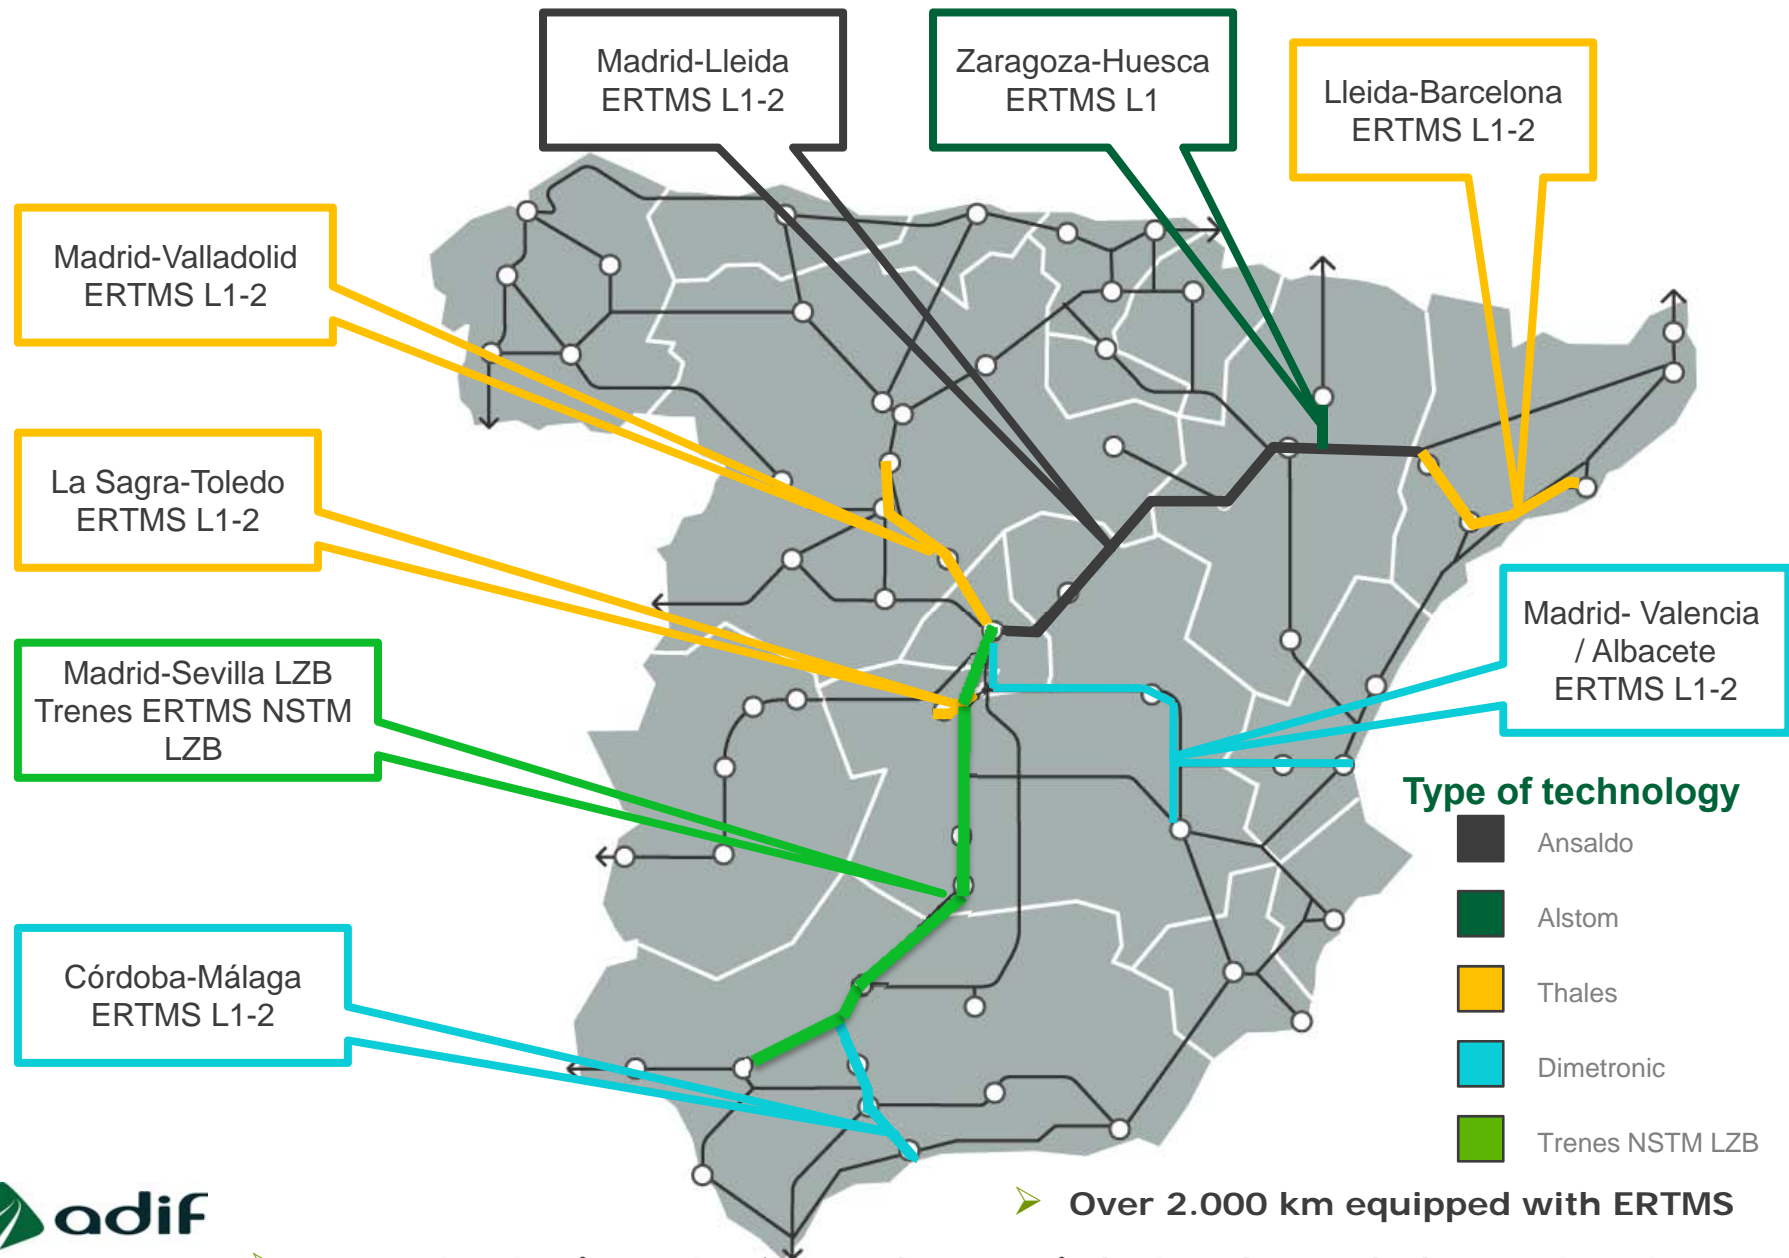 Madrid-Lleida
ERTMS L1-2
Zaragoza-Huesca
ERTMS L1
Lleida-Barcelona
ERTMS L1-2
Madrid-Valladolid
ERTMS L1-2
La Sagra-Toledo
ERTMS L1-2
Madrid-Sevilla LZB
Trenes ERTMS NSTM
LZB
Madrid- Valencia
/ Albacete
ERTMS L1-2
Córdoba-Málaga
ERTMS L1-2
Type of technology
Ansaldo
Alstom
Thales
Dimetronic
Trenes NSTM LZB
adif
Over 2.000 km equipped with ERTMS